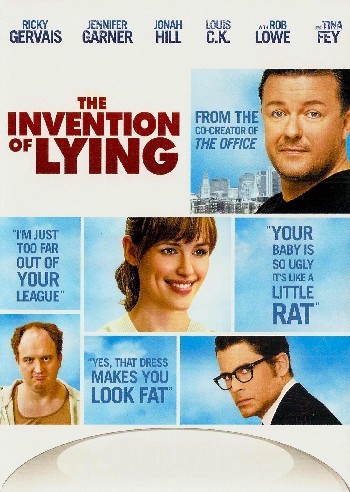 RICKY GERVAIS
JENNIFER GARNER
JONAH HILL
LOUIS C.K.
WITH ROB LOWE
AND TINA FEY
THE
INVENTION
OF LYING
FROM THE
CO-CREATOR OF
THE OFFICE
"I'M JUST
TOO FAR
OUT OF
YOUR
LEAGUE"
"YOUR
BABY IS
SO UGLY
IT'S LIKE A
LITTLE
RAT"
"YES, THAT DRESS
MAKES YOU
LOOK FAT"